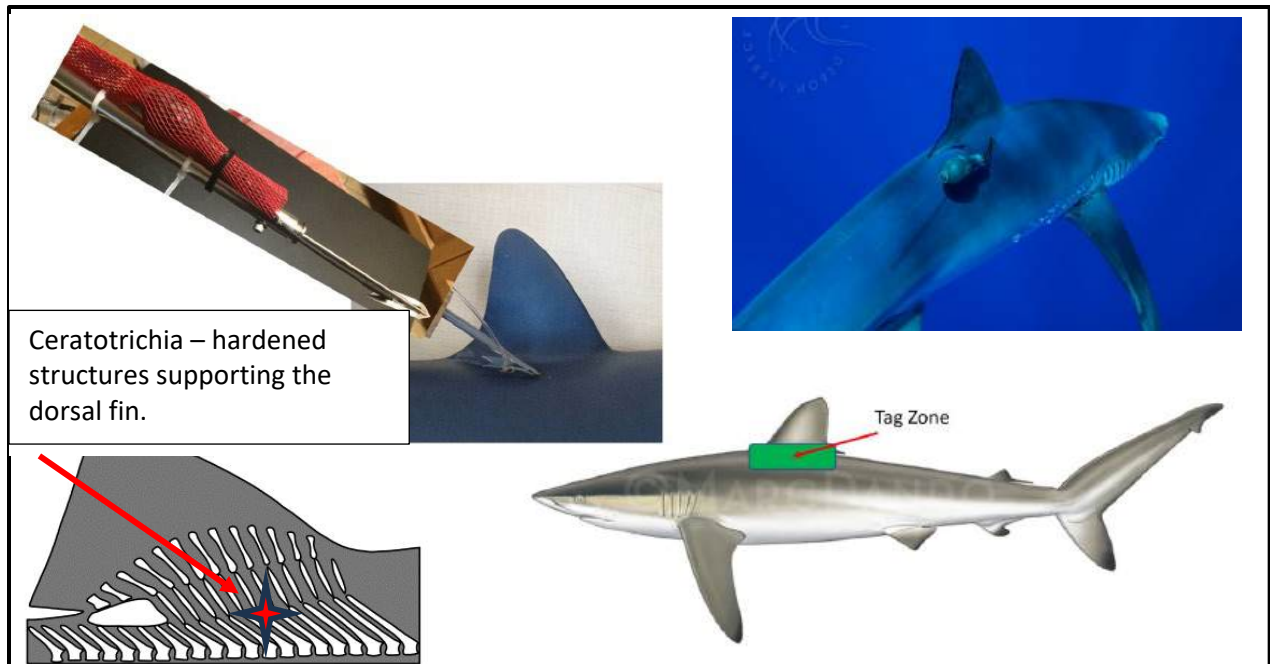 Ceratotrichia – hardened
structures supporting the
dorsal fin.
Tag Zone